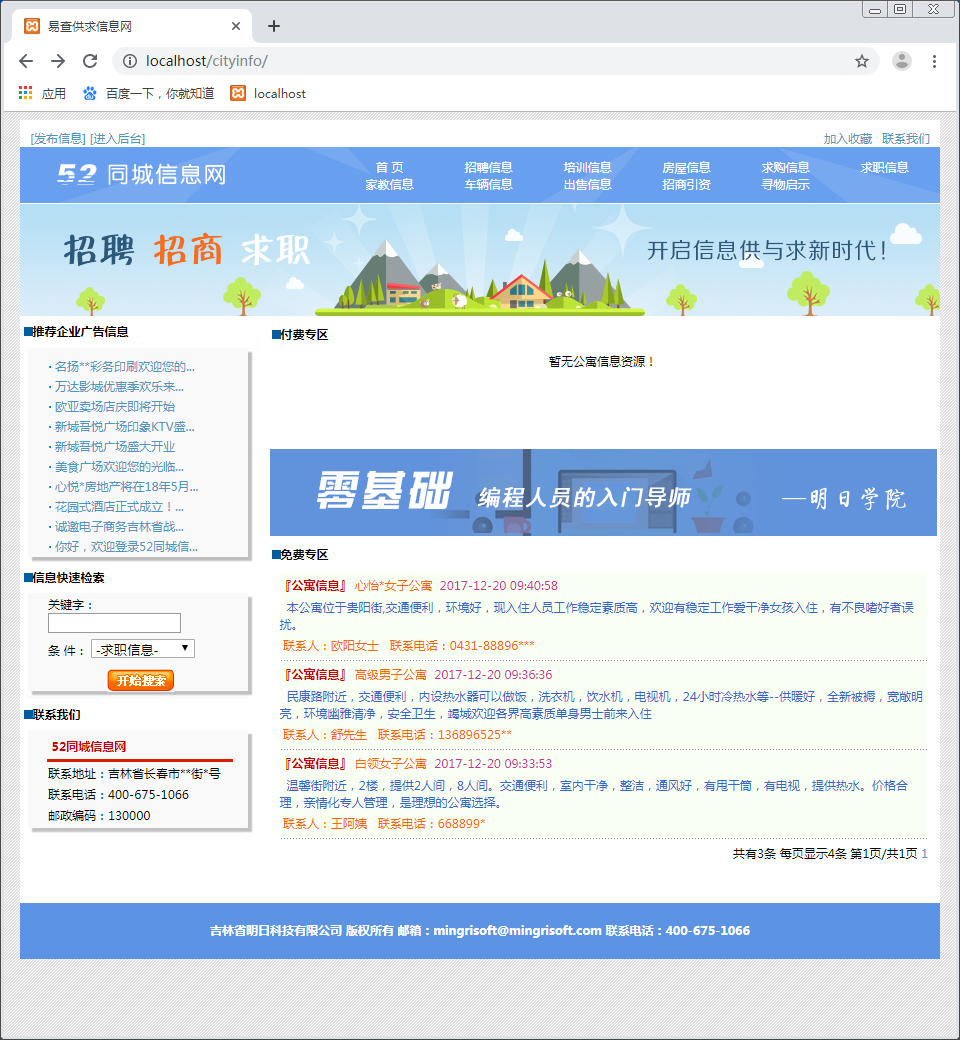 易查供求信息网
localhost/cityinfo/
应用 百度一下，你就知道 localhost
[发布信息] [进入后台] 加入收藏 联系我们
52 同城信息网
首 页 招聘信息 培训信息 房屋信息 求购信息 求职信息
家教信息 车辆信息 出售信息 招商引资 寻物启示
招聘 招商 求职 开启信息供与求新时代！
推荐企业广告信息
· 名扬**彩务印刷欢迎您的...
· 万达影城优惠季欢乐来...
· 欧亚卖场店庆即将开始
· 新城吾悦广场印象KTV盛...
· 新城吾悦广场盛大开业
· 美食广场欢迎您的光临...
· 心悦*房地产将在18年5月...
· 花园式酒店正式成立！...
· 诚邀电子商务吉林省战...
· 你好，欢迎登录52同城信...
信息快速检索
关键字：
条 件： -求职信息-
开始搜索
联系我们
52同城信息网
联系地址：吉林省长春市**街*号
联系电话：400-675-1066
邮政编码：130000
付费专区
暂无公寓信息资源！
零基础 编程人员的入门导师 —明日学院
免费专区
『公寓信息』 心怡*女子公寓 2017-12-20 09:40:58
本公寓位于贵阳街,交通便利，环境好，现入住人员工作稳定素质高，欢迎有稳定工作爱干净女孩入住，有不良嗜好者误
扰。
联系人：欧阳女士 联系电话：0431-88896***
『公寓信息』 高级男子公寓 2017-12-20 09:36:36
民康路附近，交通便利，内设热水器可以做饭，洗衣机，饮水机，电视机，24小时冷热水等--供暖好，全新被褥，宽敞明
亮，环境幽雅清净，安全卫生，竭城欢迎各界高素质单身男士前来入住
联系人：舒先生 联系电话：136896525**
『公寓信息』 白领女子公寓 2017-12-20 09:33:53
温馨街附近，2楼，提供2人间，8人间。交通便利，室内干净，整洁，通风好，有甩干筒，有电视，提供热水。价格合
理，亲情化专人管理，是理想的公寓选择。
联系人：王阿姨 联系电话：668899*
共有3条 每页显示4条 第1页/共1页 1
吉林省明日科技有限公司 版权所有 邮箱：mingrisoft@mingrisoft.com 联系电话：400-675-1066